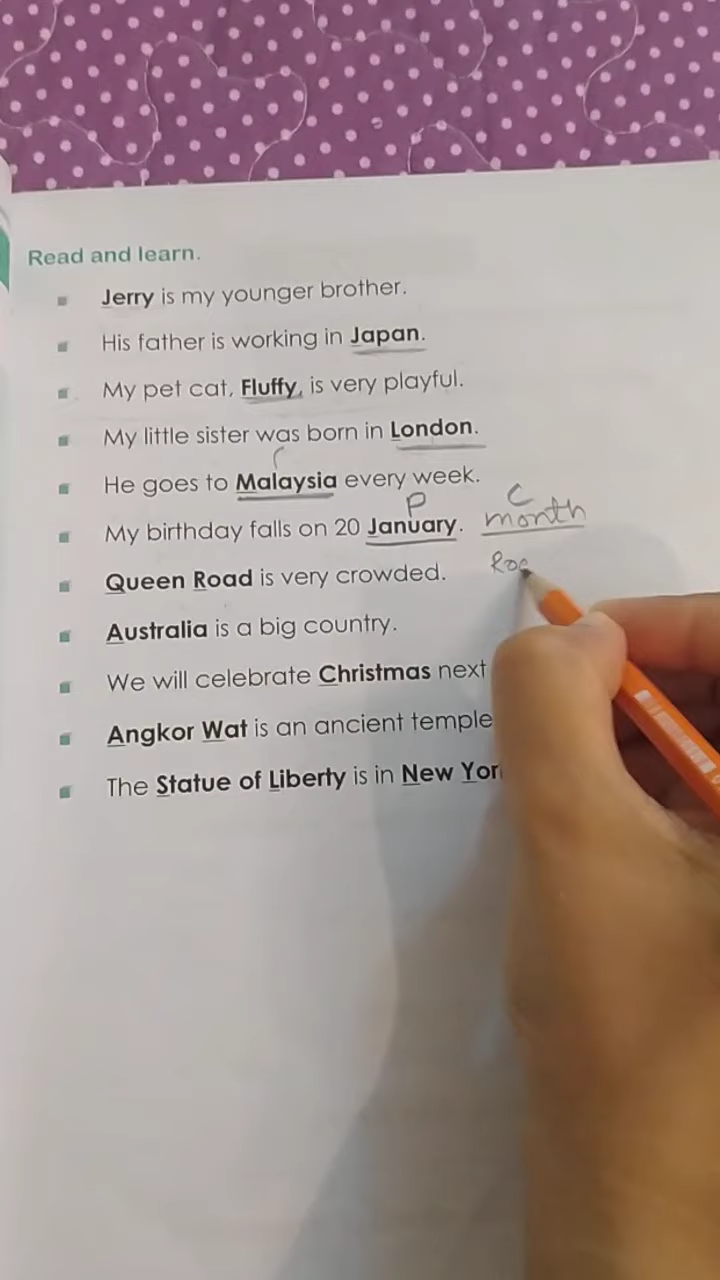 Read and learn.
Jerry is my younger brother.
His father is working in Japan.
My pet cat, Fluffy, is very playful.
My little sister was born in London.
He goes to Malaysia every week.
P C
My birthday falls on 20 January. month
Queen Road is very crowded.
Australia is a big country.
We will celebrate Christmas next
Angkor Wat is an ancient temple
The Statue of Liberty is in New